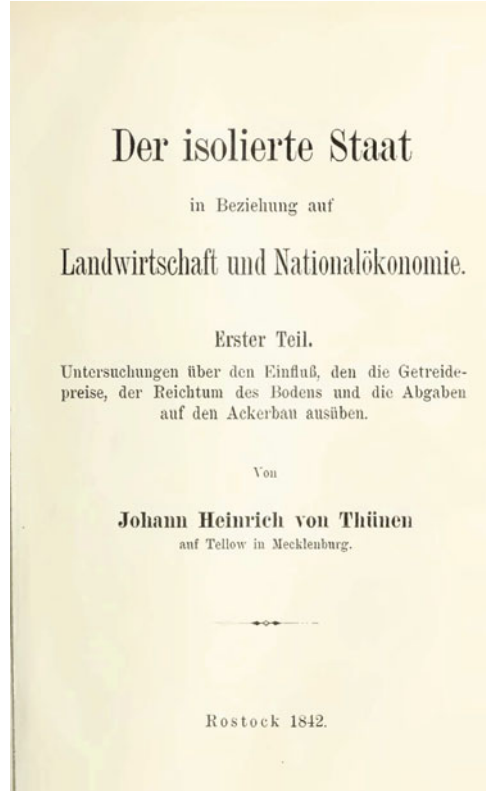 Der isolierte Staat
in Beziehung auf
Landwirtschaft und Nationalökonomie.
Erster Teil.
Untersuchungen über den Einfluß, den die Getreide-
preise, der Reichtum des Bodens und die Abgaben
auf den Ackerbau ausüben.
Von
Johann Heinrich von Thünen
auf Tellow in Mecklenburg.
Rostock 1842.